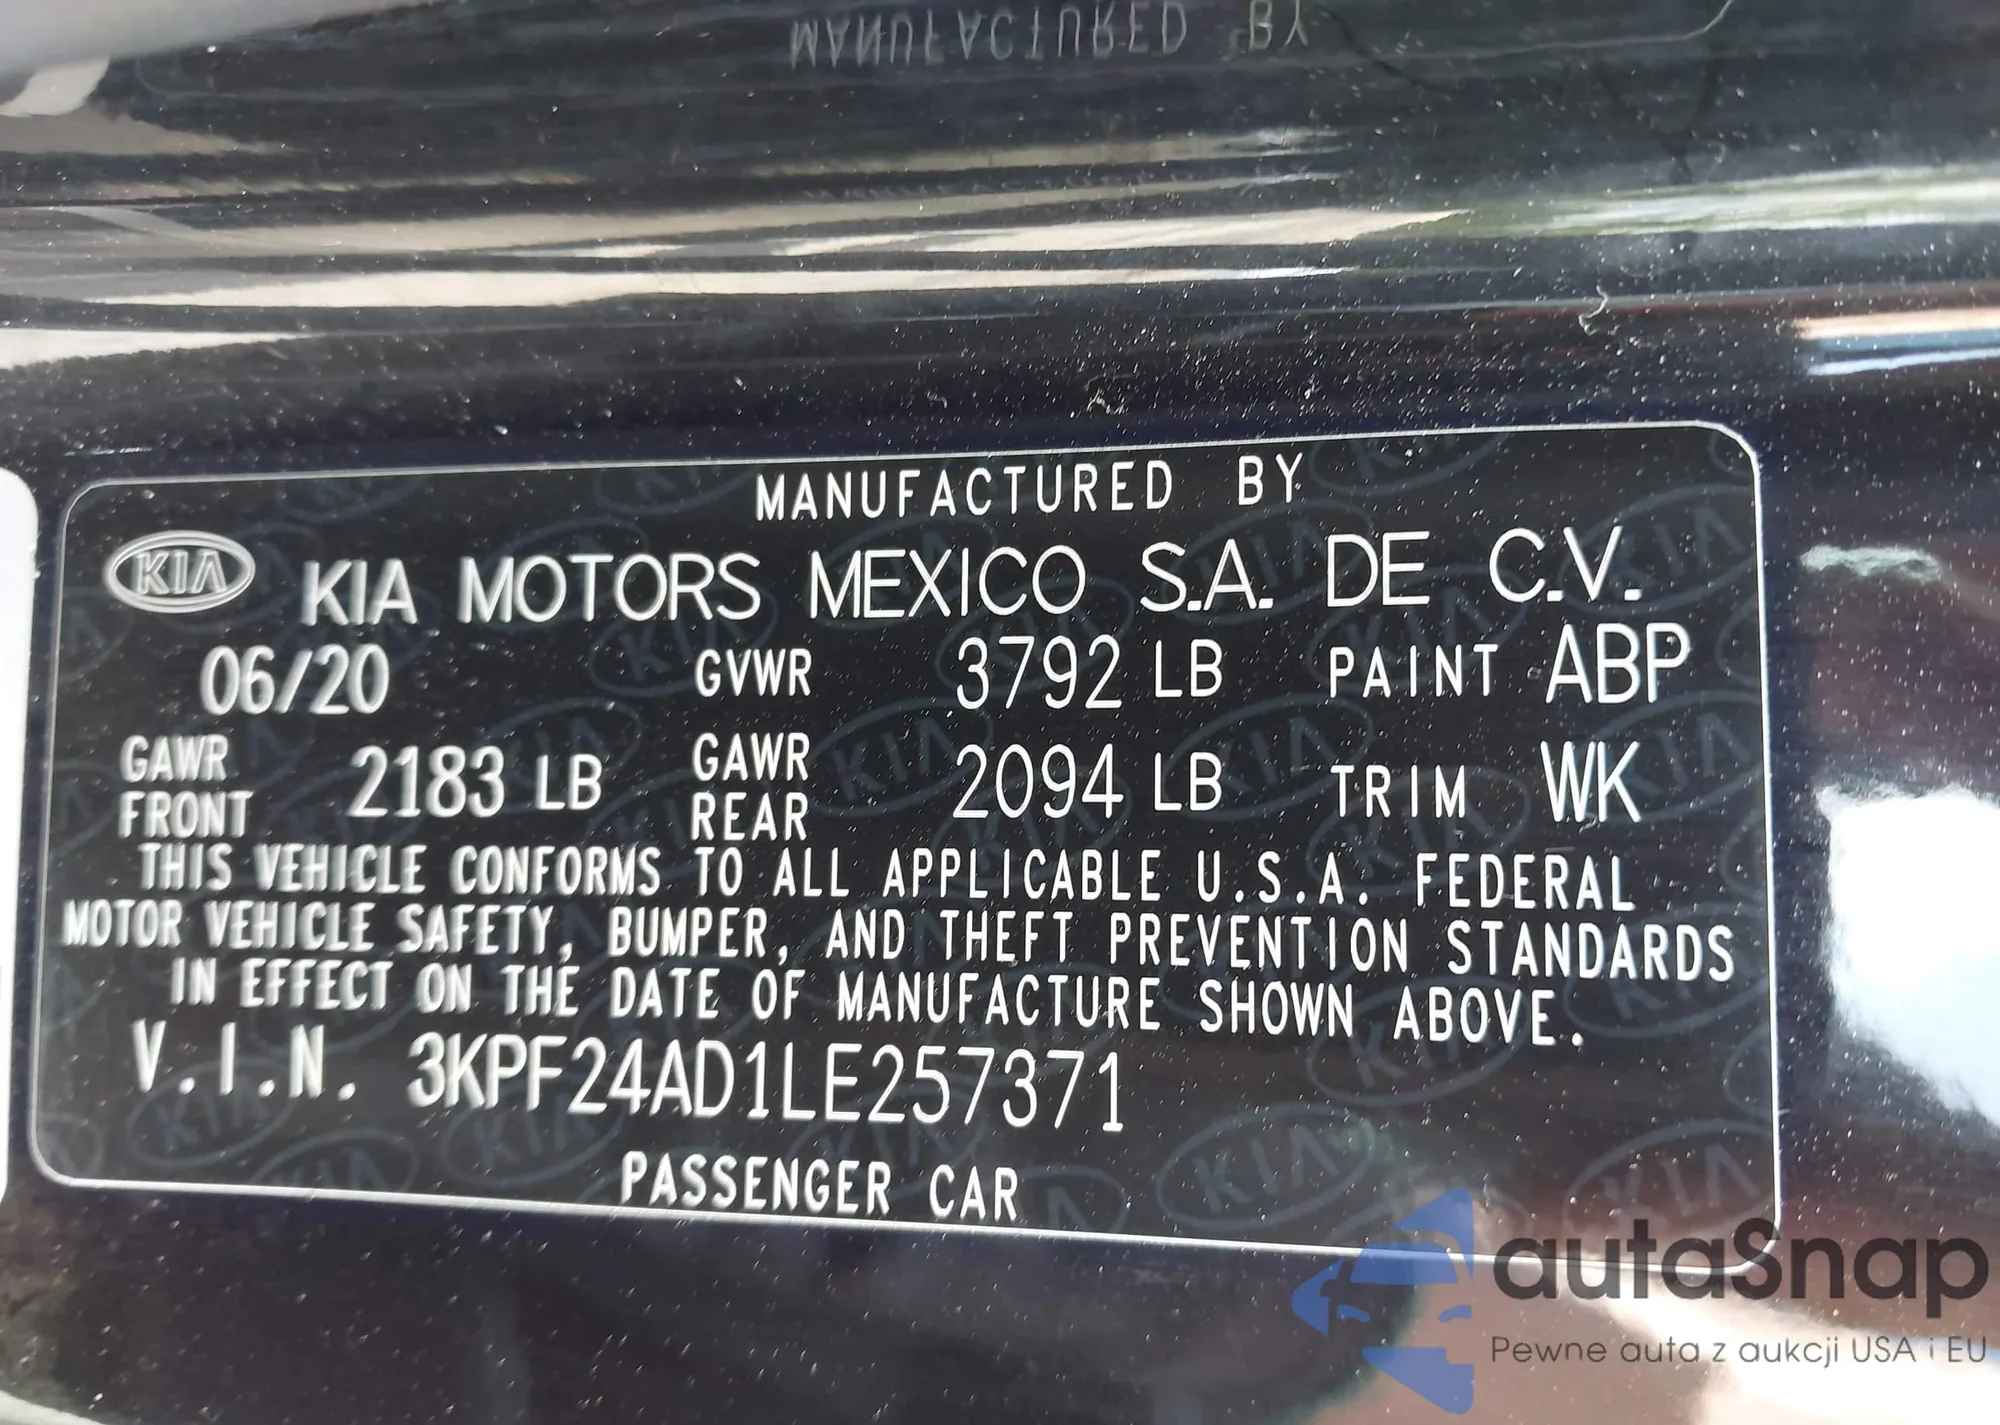 MANUFACTURED BY
MANUFACTURED BY
KIA KIA MOTORS MEXICO S.A. DE C.V.
06/20 GVWR 3792 LB PAINT ABP
GAWR FRONT 2183 LB GAWR REAR 2094 LB TRIM WK
THIS VEHICLE CONFORMS TO ALL APPLICABLE U.S.A. FEDERAL
MOTOR VEHICLE SAFETY, BUMPER, AND THEFT PREVENTION STANDARDS
IN EFFECT ON THE DATE OF MANUFACTURE SHOWN ABOVE.
V.I.N. 3KPF24AD1LE257371
PASSENGER CAR
autaSnap
Pewne auta z aukcji USA i EU